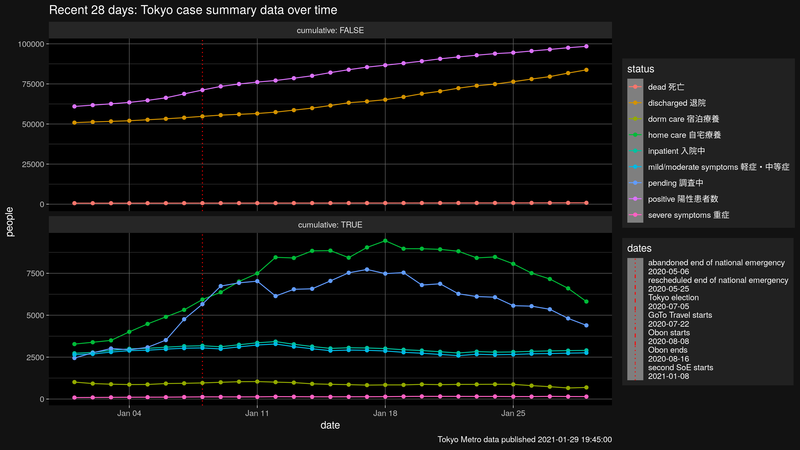 Recent 28 days: Tokyo case summary data over time
cumulative: FALSE
100000
75000
50000
25000
0
cumulative: TRUE
7500
5000
2500
0
people
Jan 04
Jan 11
Jan 18
Jan 25
date
Tokyo Metro data published 2021-01-29 19:45:00
status
dead 死亡
discharged 退院
dorm care 宿泊療養
home care 自宅療養
inpatient 入院中
mild/moderate symptoms 軽症・中等症
pending 調査中
positive 陽性患者数
severe symptoms 重症
dates
abandoned end of national emergency
2020-05-06
rescheduled end of national emergency
2020-05-25
Tokyo election
2020-07-05
GoTo Travel starts
2020-07-22
Obon starts
2020-08-08
Obon ends
2020-08-16
second SoE starts
2021-01-08